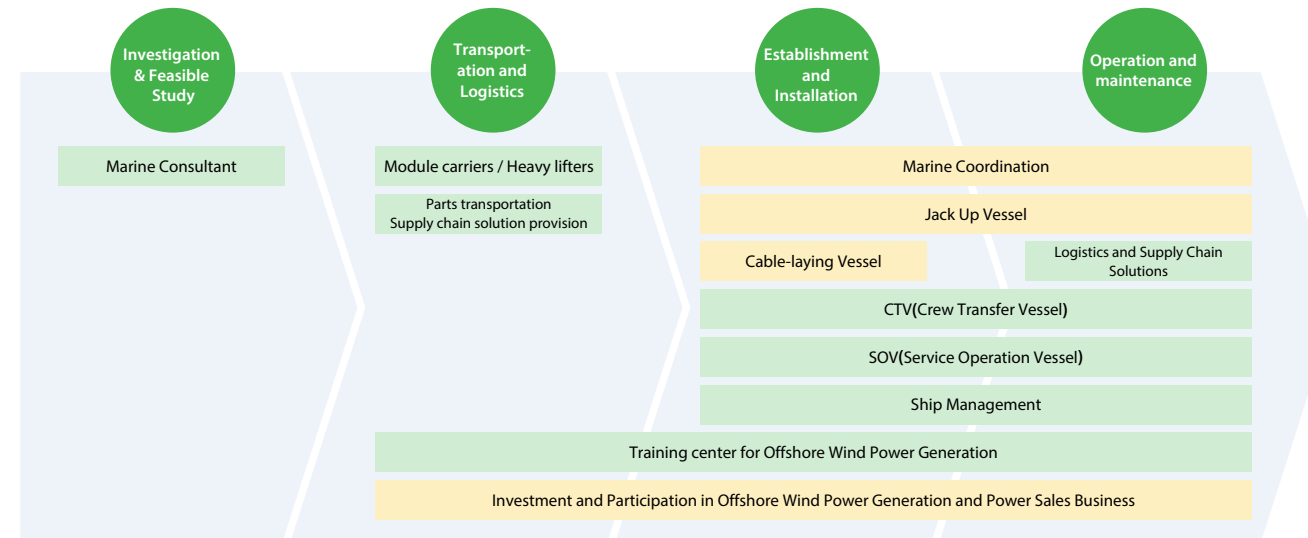 Investigation
& Feasible
Study
Transport-
ation and
Logistics
Establishment
and
Installation
Operation and
maintenance
Marine Consultant
Module carriers / Heavy lifters
Marine Coordination
Parts transportation
Supply chain solution provision
Jack Up Vessel
Cable-laying Vessel
Logistics and Supply Chain
Solutions
CTV(Crew Transfer Vessel)
SOV(Service Operation Vessel)
Ship Management
Training center for Offshore Wind Power Generation
Investment and Participation in Offshore Wind Power Generation and Power Sales Business